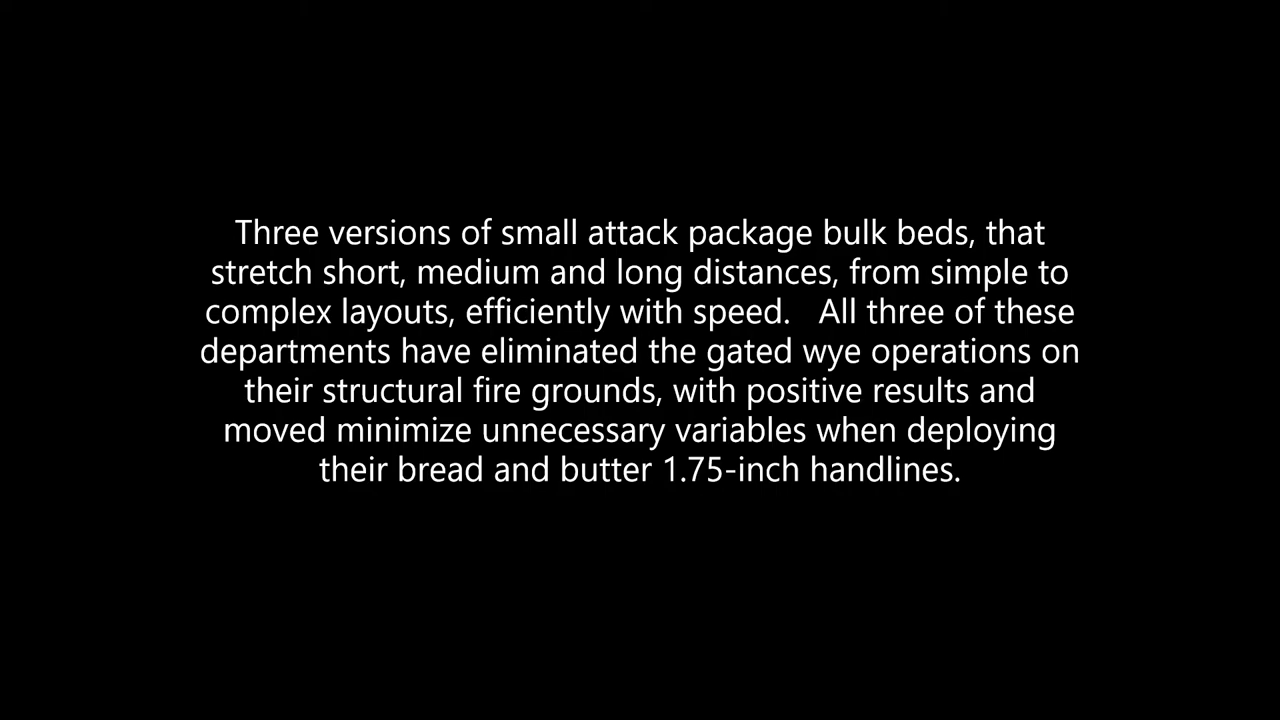 Three versions of small attack package bulk beds, that
stretch short, medium and long distances, from simple to
complex layouts, efficiently with speed.   All three of these
departments have eliminated the gated wye operations on
their structural fire grounds, with positive results and
moved minimize unnecessary variables when deploying
their bread and butter 1.75-inch handlines.